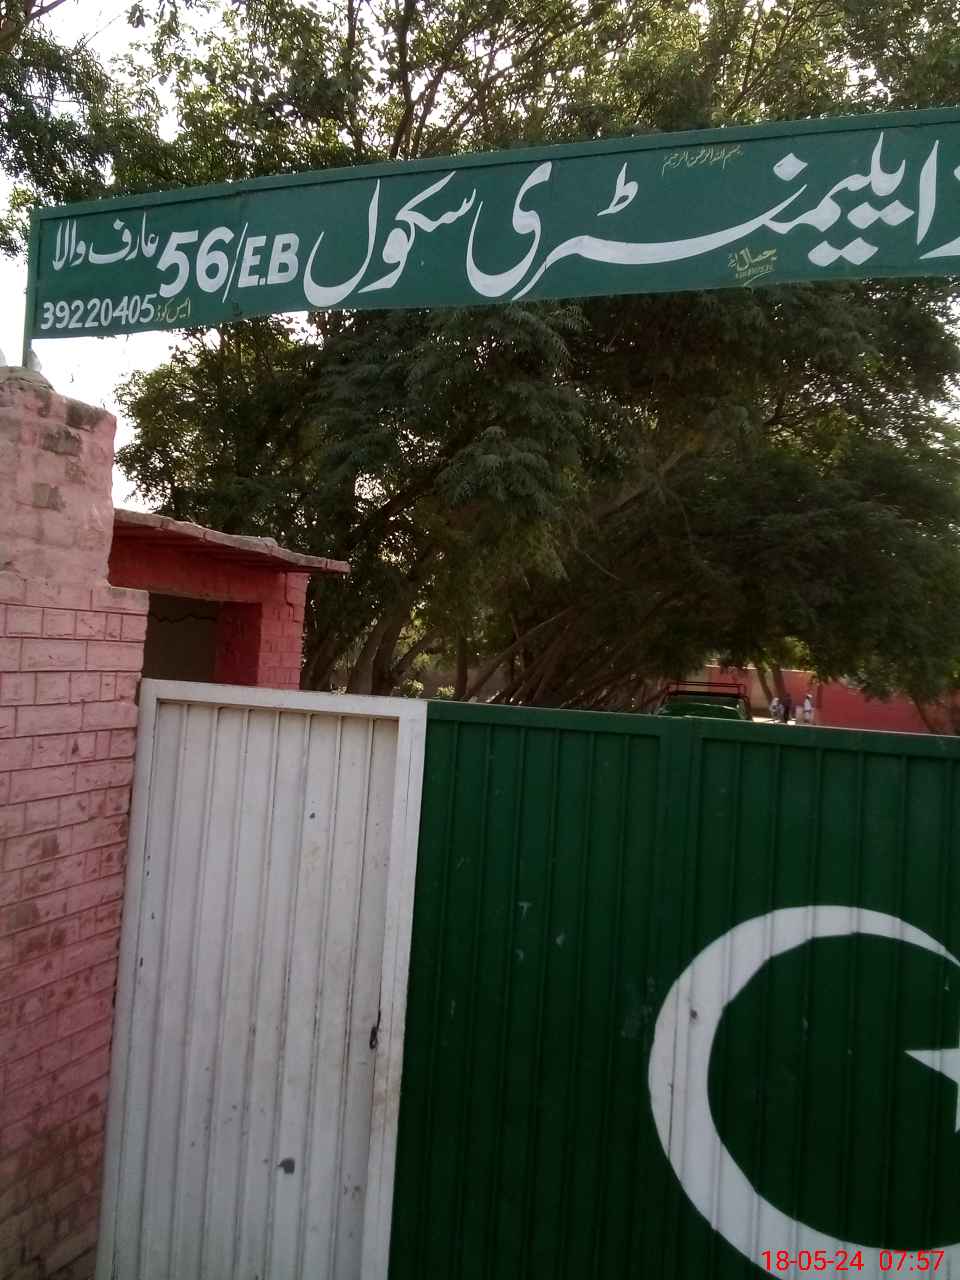 بسم اللہ الرحمن الرحیم
ایلیمنٹری سکول 56/E.B عارف والا
ایس کوڈ 39220405
18-05-24 07:57